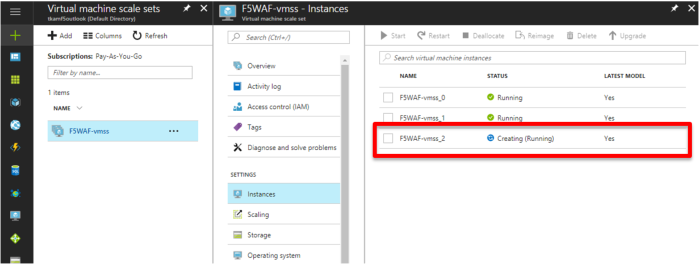 Virtual machine scale sets
tkamf5outlook (Default Directory)
Add Columns Refresh
Subscriptions: Pay-As-You-Go
Filter by name...
1 items
NAME
F5WAF-vmss
F5WAF-vmss - Instances
Virtual machine scale set
Search (Ctrl+/)
Overview
Activity log
Access control (IAM)
Tags
Diagnose and solve problems
SETTINGS
Instances
Scaling
Storage
Operating system
Start Restart Deallocate Reimage Delete Upgrade
Search virtual machine instances
NAME STATUS LATEST MODEL
F5WAF-vmss_0 Running Yes
F5WAF-vmss_1 Running Yes
F5WAF-vmss_2 Creating (Running) Yes